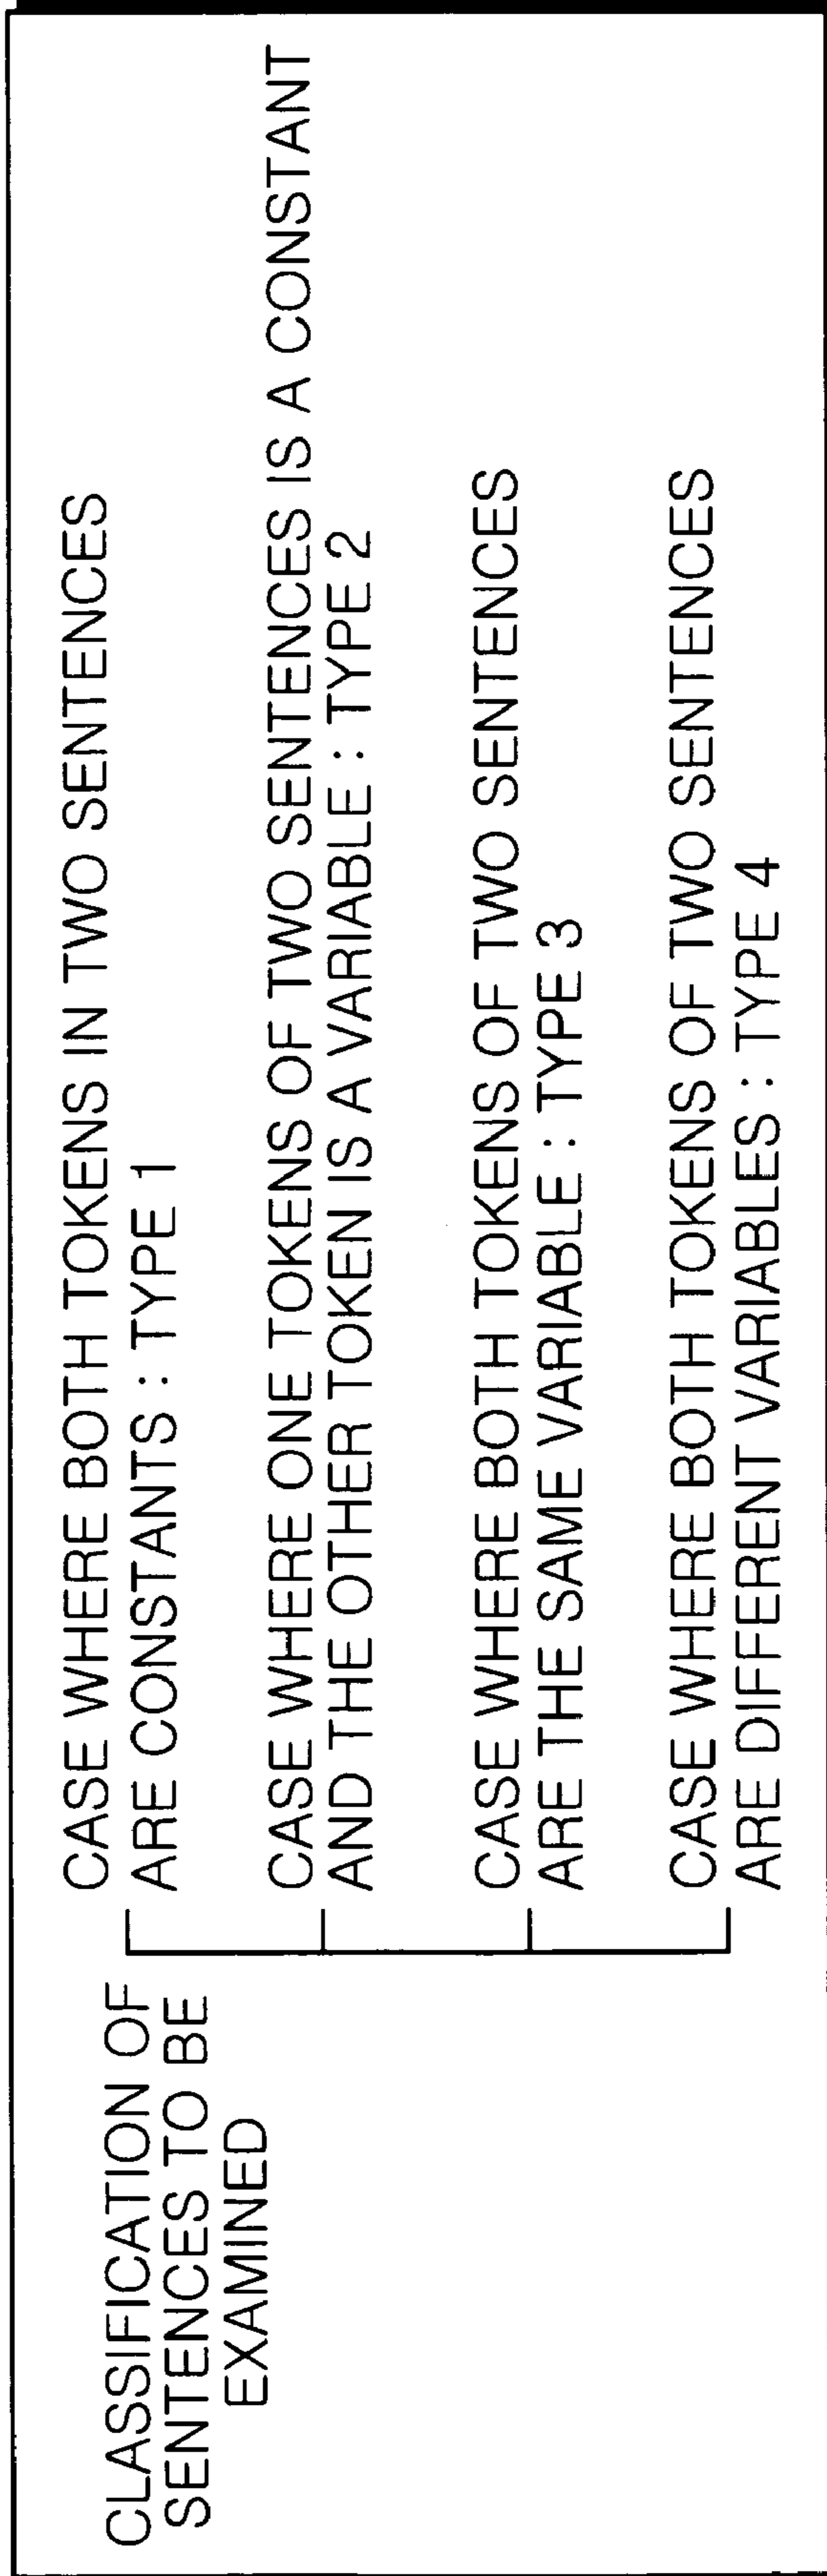 CLASSIFICATION OF
SENTENCES TO BE
EXAMINED
CASE WHERE BOTH TOKENS IN TWO SENTENCES
ARE CONSTANTS : TYPE 1
CASE WHERE ONE TOKENS OF TWO SENTENCES IS A CONSTANT
AND THE OTHER TOKEN IS A VARIABLE : TYPE 2
CASE WHERE BOTH TOKENS OF TWO SENTENCES
ARE THE SAME VARIABLE : TYPE 3
CASE WHERE BOTH TOKENS OF TWO SENTENCES
ARE DIFFERENT VARIABLES : TYPE 4